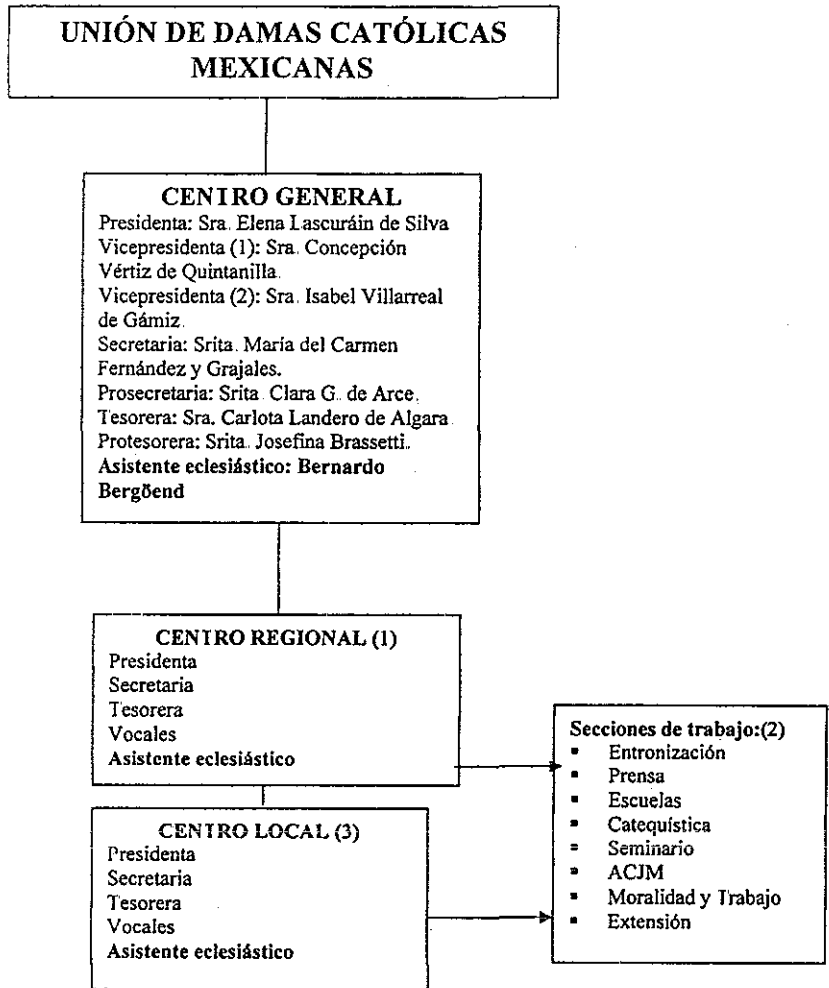 UNIÓN DE DAMAS CATÓLICAS
MEXICANAS
CENTRO GENERAL
Presidenta: Sra. Elena Lascuráin de Silva
Vicepresidenta (1): Sra. Concepción
Vértiz de Quintanilla.
Vicepresidenta (2): Sra. Isabel Villarreal
de Gámiz.
Secretaria: Srita. María del Carmen
Fernández y Grajales.
Prosecretaria: Srita. Clara G. de Arce.
Tesorera: Sra. Carlota Landero de Algara
Protesorera: Srita. Josefina Brassetti.
Asistente eclesiástico: Bernardo
Bergöend
CENTRO REGIONAL (1)
Presidenta
Secretaria
Tesorera
Vocales
Asistente eclesiástico
CENTRO LOCAL (3)
Presidenta
Secretaria
Tesorera
Vocales
Asistente eclesiástico
Secciones de trabajo:(2)
▪ Entronización
▪ Prensa
▪ Escuelas
▪ Catequística
▪ Seminario
▪ ACJM
▪ Moralidad y Trabajo
▪ Extensión